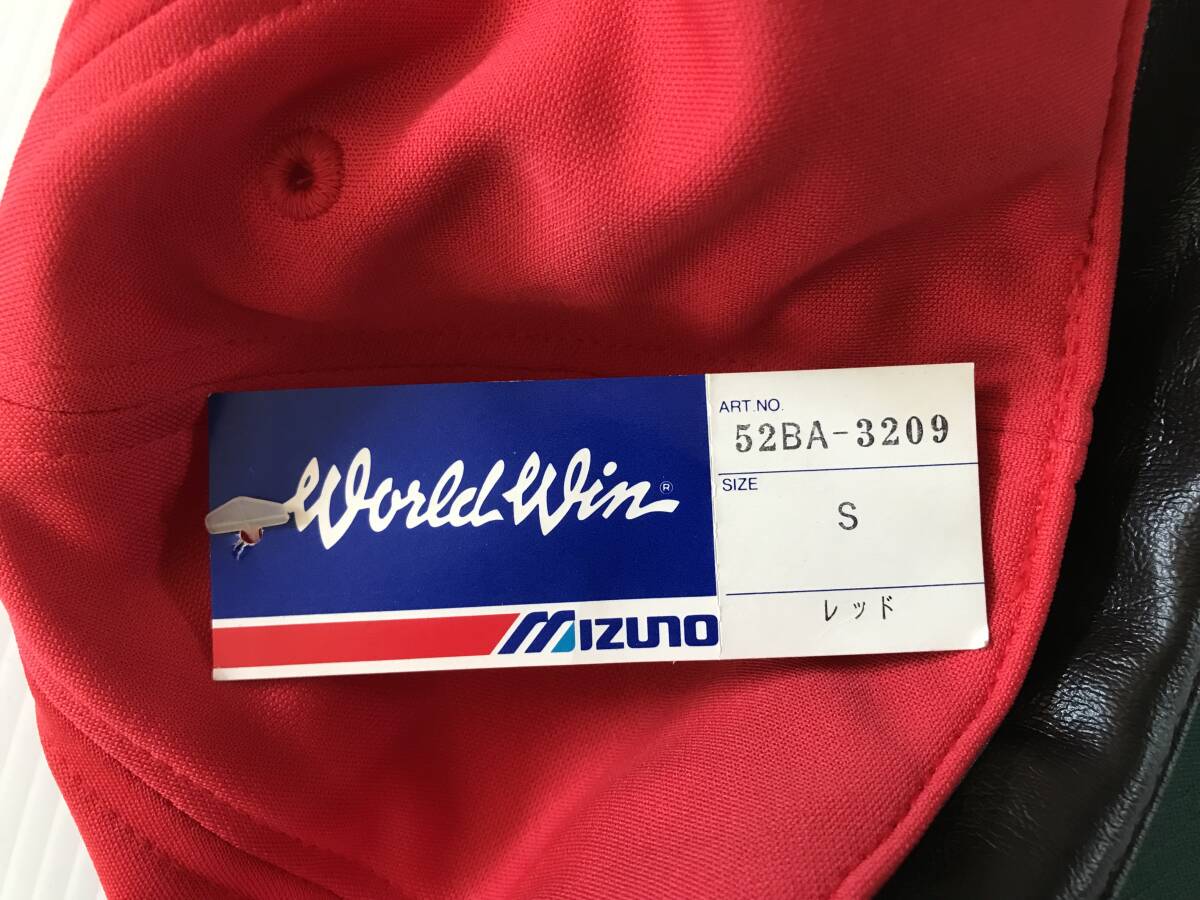 World Win®
MIZUNO
ART.NO.
52BA-3209
SIZE
S
レッド